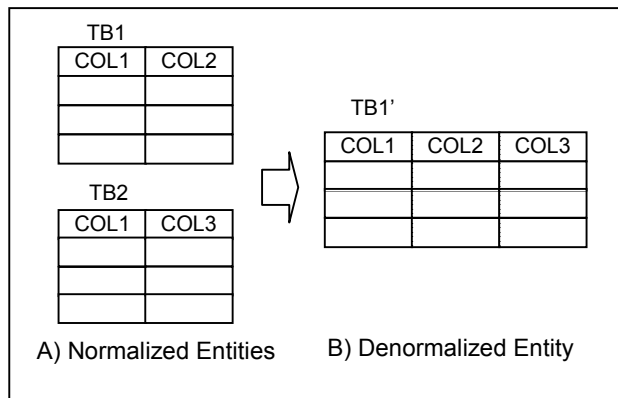 TB1
COL1 COL2
TB2
COL1 COL3
A) Normalized Entities
TB1’
COL1 COL2 COL3
B) Denormalized Entity